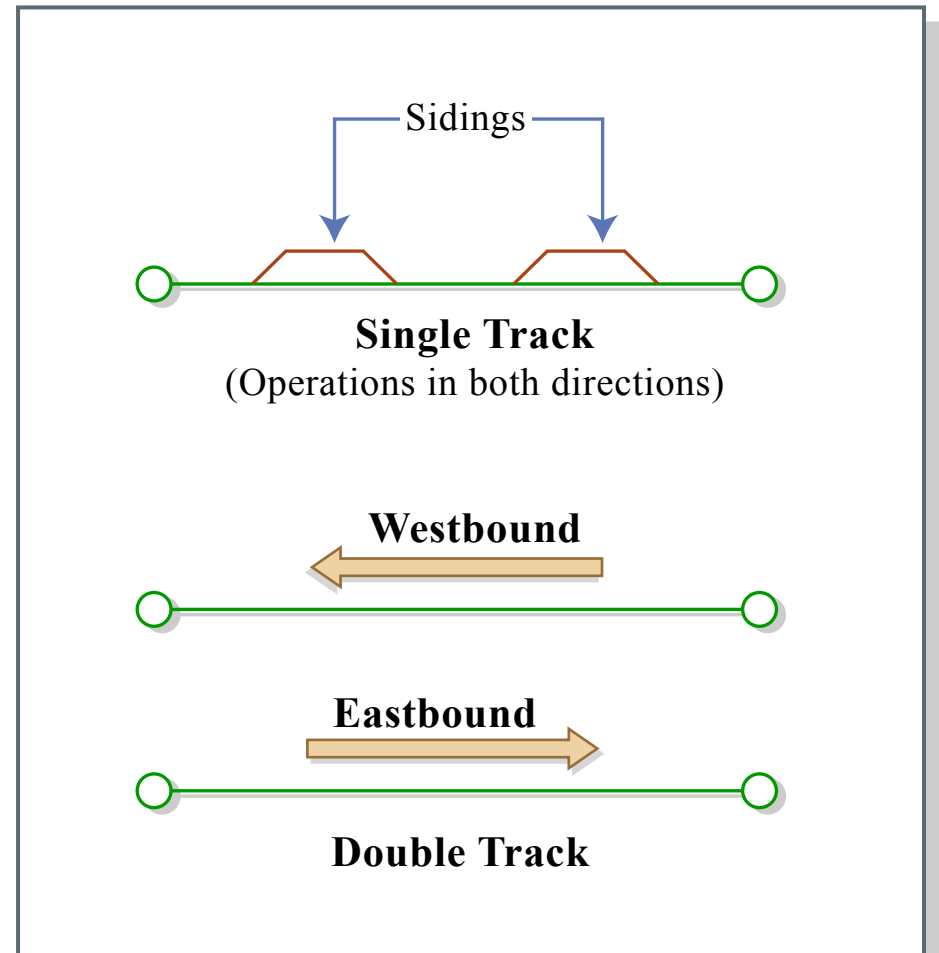 Sidings
Single Track
(Operations in both directions)
Westbound
Eastbound
Double Track